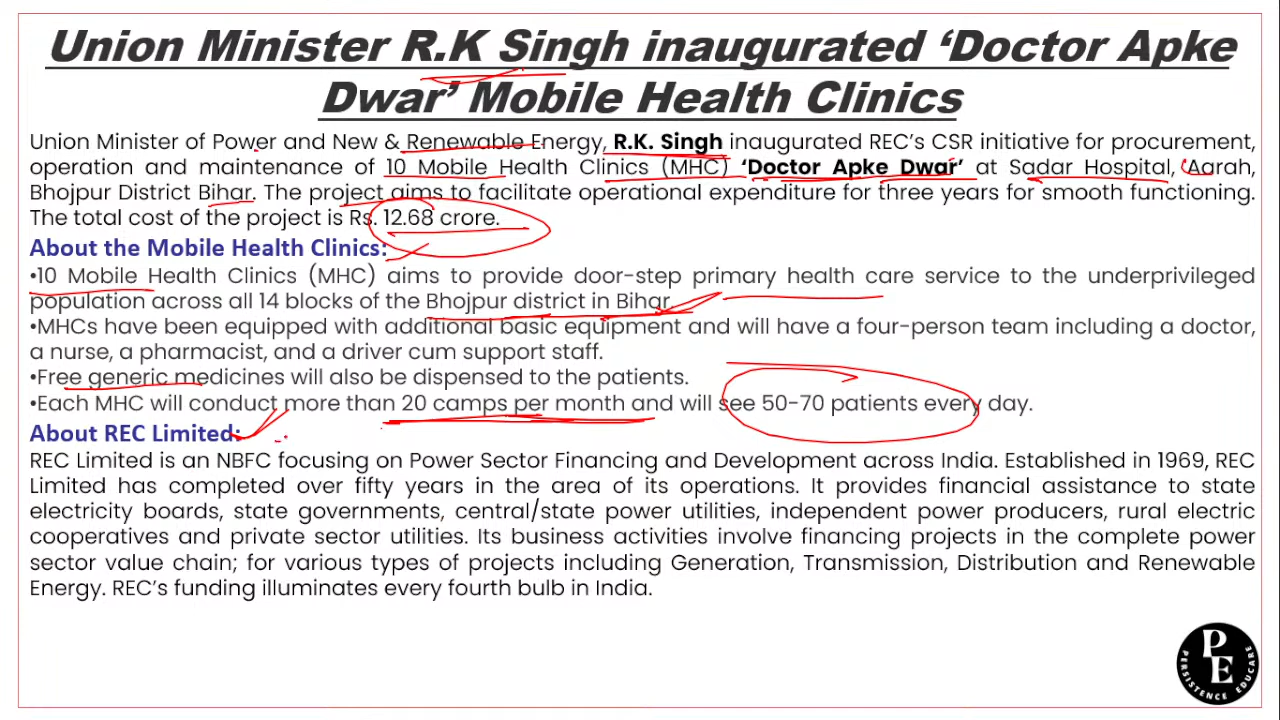 Union Minister R.K Singh inaugurated ‘Doctor Apke
Dwar’ Mobile Health Clinics
Union Minister of Power and New & Renewable Energy, R.K. Singh inaugurated REC’s CSR initiative for procurement,
operation and maintenance of 10 Mobile Health Clinics (MHC) ‘Doctor Apke Dwar’ at Sadar Hospital, Aarah,
Bhojpur District Bihar. The project aims to facilitate operational expenditure for three years for smooth functioning.
The total cost of the project is Rs. 12.68 crore.
About the Mobile Health Clinics:
•10 Mobile Health Clinics (MHC) aims to provide door-step primary health care service to the underprivileged
population across all 14 blocks of the Bhojpur district in Bihar.
•MHCs have been equipped with additional basic equipment and will have a four-person team including a doctor,
a nurse, a pharmacist, and a driver cum support staff.
•Free generic medicines will also be dispensed to the patients.
•Each MHC will conduct more than 20 camps per month and will see 50-70 patients every day.
About REC Limited:
REC Limited is an NBFC focusing on Power Sector Financing and Development across India. Established in 1969, REC
Limited has completed over fifty years in the area of its operations. It provides financial assistance to state
electricity boards, state governments, central/state power utilities, independent power producers, rural electric
cooperatives and private sector utilities. Its business activities involve financing projects in the complete power
sector value chain; for various types of projects including Generation, Transmission, Distribution and Renewable
Energy. REC’s funding illuminates every fourth bulb in India.
P
E
PERSISTENCE EDUCARE